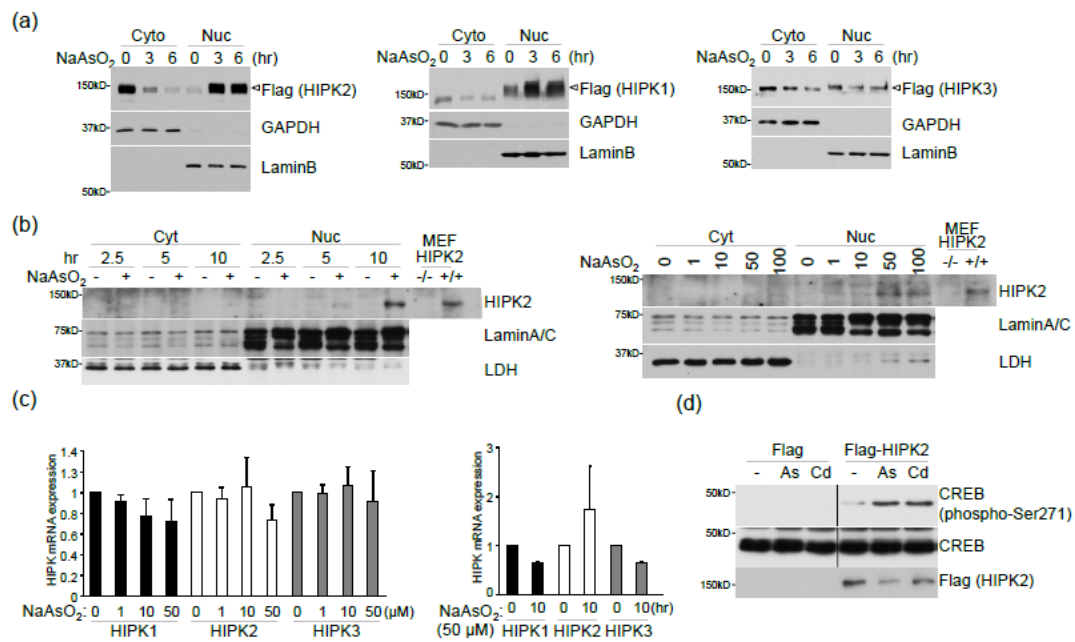 (a)
Cyto Nuc
NaAsO2 0 3 6 0 3 6 (hr)
150kD Flag (HIPK2)
37kD GAPDH
LaminB
50kD
Cyto Nuc
NaAsO2 0 3 6 0 3 6 (hr)
150kD Flag (HIPK1)
37kD GAPDH
LaminB
50kD
Cyto Nuc
NaAsO2 0 3 6 0 3 6 (hr)
150kD Flag (HIPK3)
37kD GAPDH
LaminB
50kD
(b)
Cyt Nuc MEF
HIPK2
hr 2.5 5 10 2.5 5 10 -/- +/+
NaAsO2 - + - + - + - + - + - +
150kD HIPK2
75kD LaminA/C
37kD LDH
Cyt Nuc MEF
HIPK2
NaAsO2 0 1 10 50 100 0 1 10 50 100 -/- +/+
150kD HIPK2
75kD LaminA/C
37kD LDH
(c)
HIPK mRNA expression
1.4
1.2
1
0.8
0.6
0.4
0.2
0
NaAsO2: 0 1 10 50 0 1 10 50 0 1 10 50 (µM)
HIPK1 HIPK2 HIPK3
HIPK mRNA expression
3
2
1
0
NaAsO2: 0 10 0 10 0 10 (hr)
(50 µM) HIPK1 HIPK2 HIPK3
(d)
Flag Flag-HIPK2
- As Cd - As Cd
50kD CREB
(phospho-Ser271)
50kD CREB
150kD Flag (HIPK2)